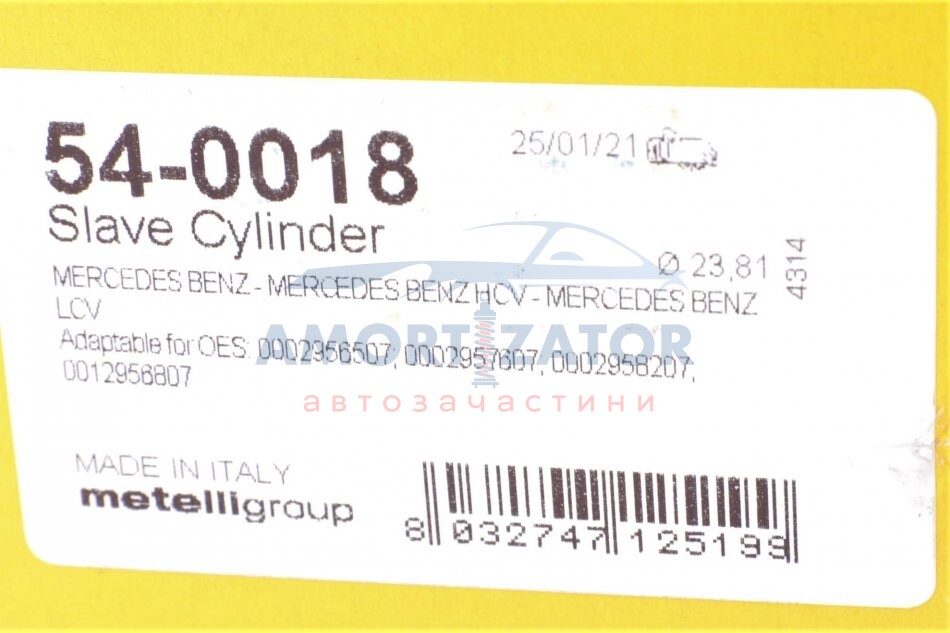 54-0018
25/01/21
Slave Cylinder
Ø 23,81
4314
MERCEDES BENZ - MERCEDES BENZ HCV - MERCEDES BENZ
LCV
AMORTIZATOR
Adaptable for OES: 0002956507; 0002957607; 0002958207;
0012956807
автозачастини
MADE IN ITALY
metelligroup
8 032747 125199